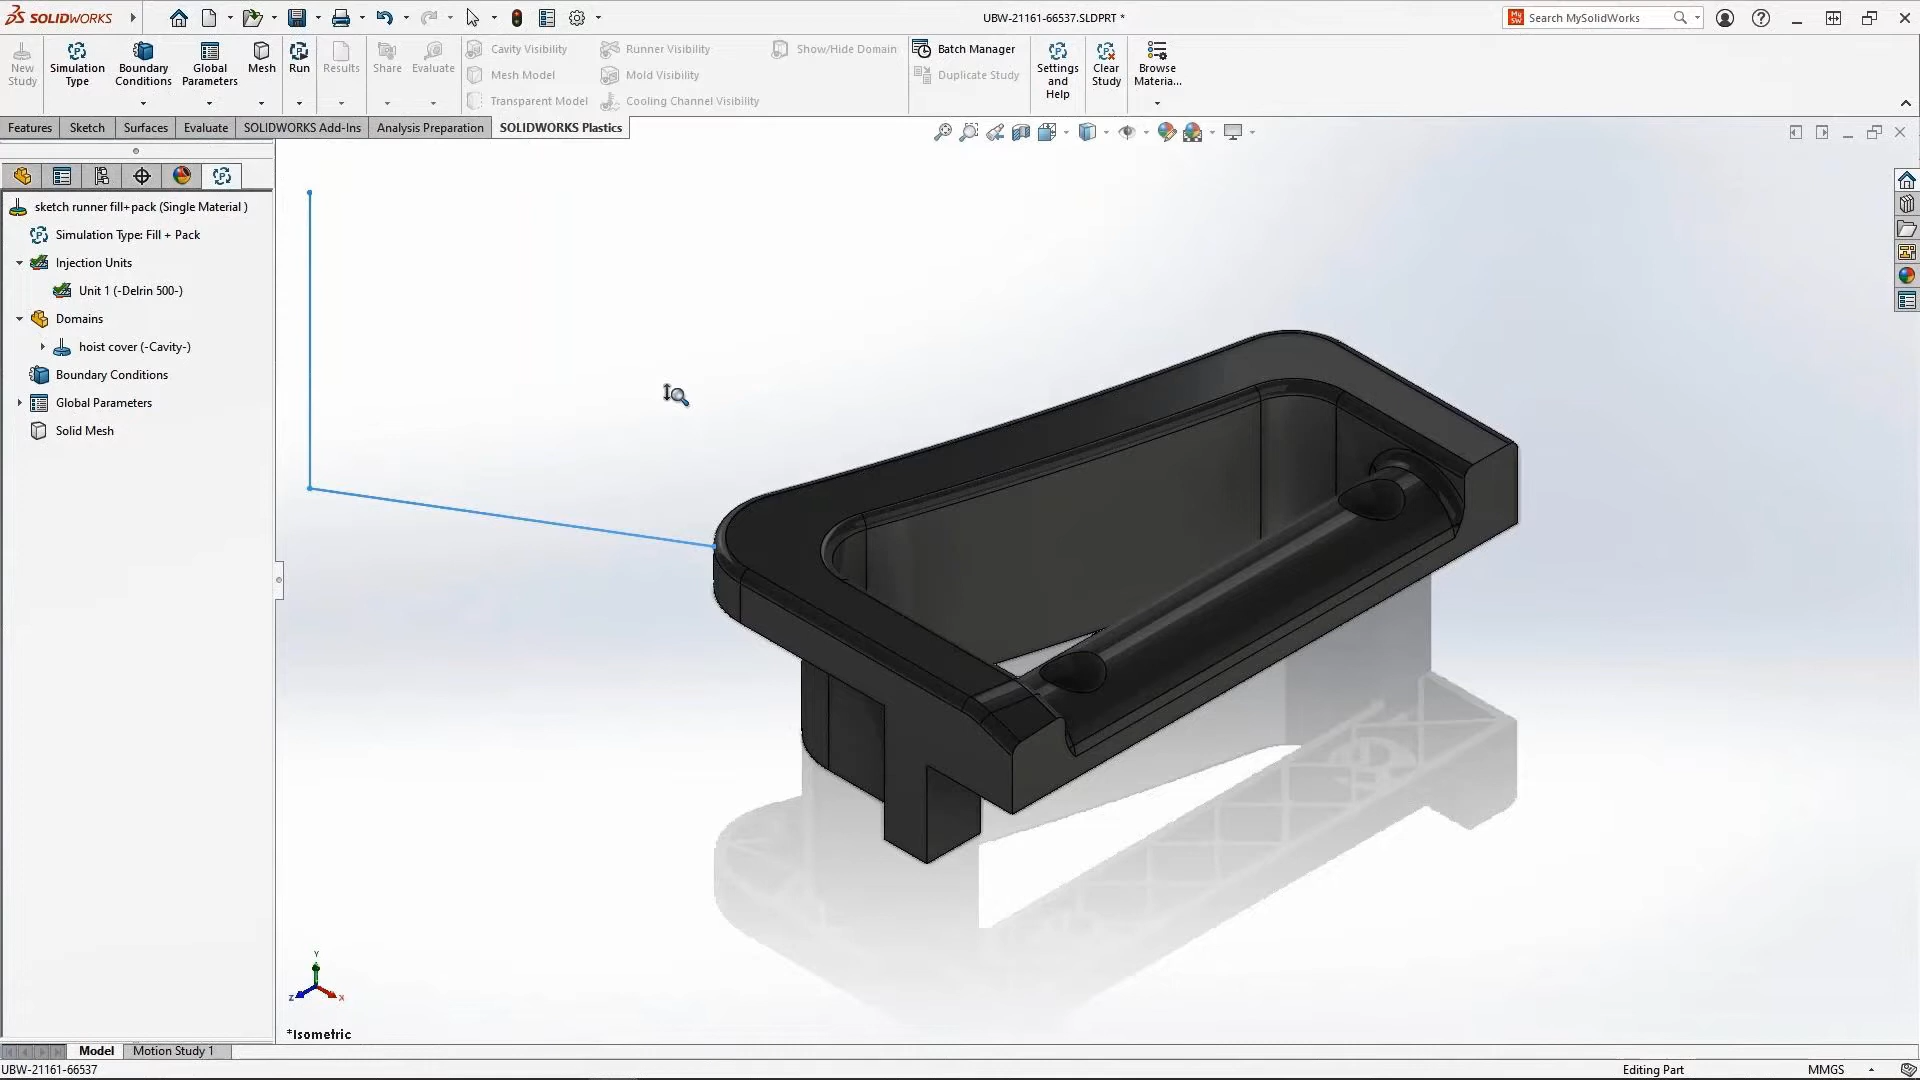 SOLIDWORKS
UBW-21161-66537.SLDPRT *
Search MySolidWorks
New Study
Simulation Type
Boundary Conditions
Global Parameters
Mesh
Run
Results
Share
Evaluate
Cavity Visibility
Mesh Model
Transparent Model
Runner Visibility
Mold Visibility
Cooling Channel Visibility
Show/Hide Domain
Batch Manager
Duplicate Study
Settings and Help
Clear Study
Browse Materia...
Features
Sketch
Surfaces
Evaluate
SOLIDWORKS Add-Ins
Analysis Preparation
SOLIDWORKS Plastics
sketch runner fill+pack (Single Material )
Simulation Type: Fill + Pack
Injection Units
Unit 1 (-Delrin 500-)
Domains
hoist cover (-Cavity-)
Boundary Conditions
Global Parameters
Solid Mesh
Y
Z
X
*Isometric
Model
Motion Study 1
UBW-21161-66537
Editing Part
MMGS